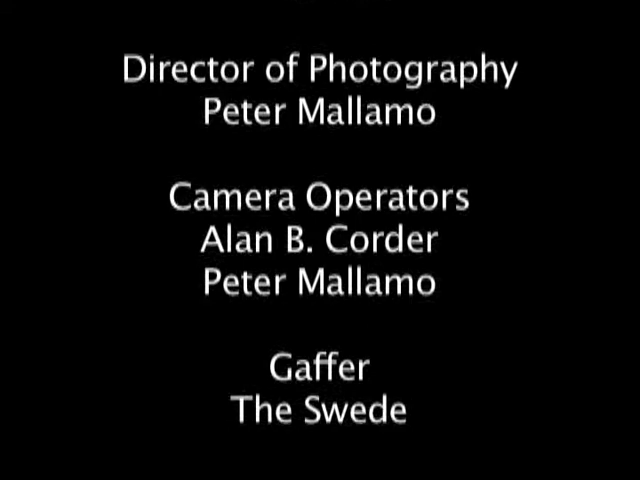 Director of Photography
Peter Mallamo
Camera Operators
Alan B. Corder
Peter Mallamo
Gaffer
The Swede